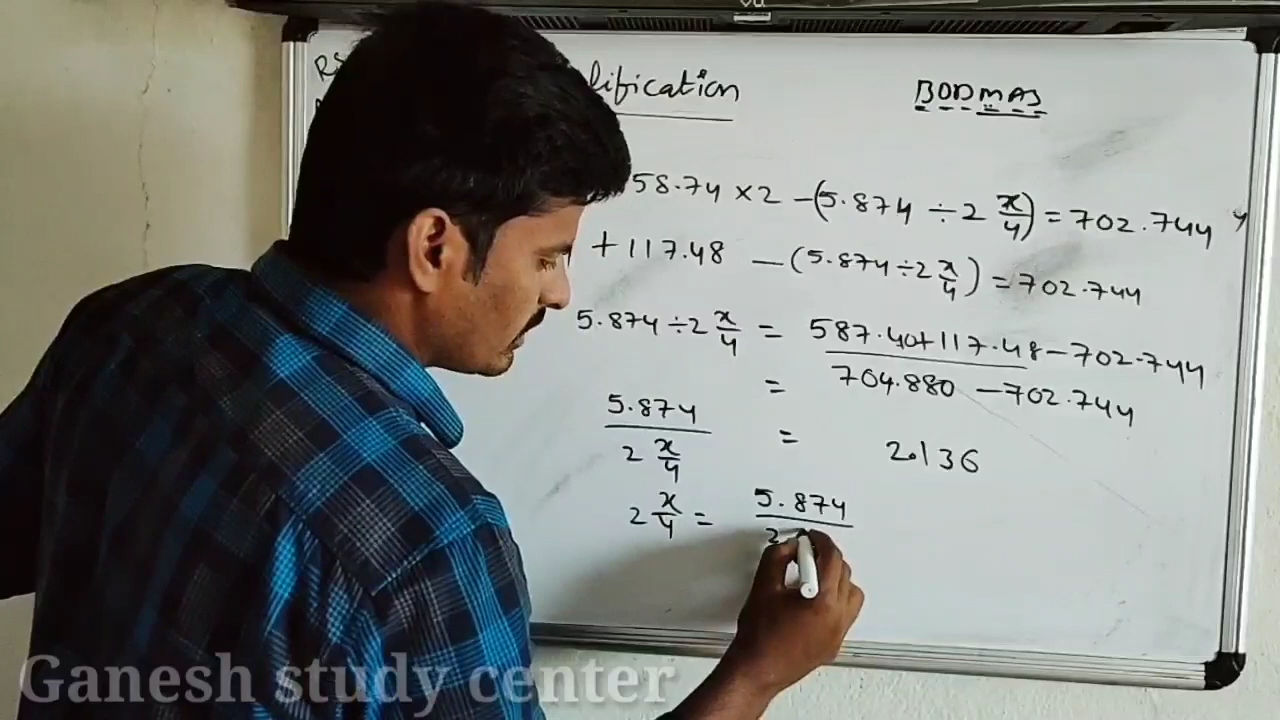 lification
BODMAS
58.74 × 2 − (5.874 ÷ 2 x/4) = 702.744
+ 117.48 − (5.874 ÷ 2 x/4) = 702.744
5.874 ÷ 2 x/4 = 587.40 + 117.48 − 702.744
= 704.880 − 702.744
5.874 / 2 x/4 = 2.136
2 x/4 = 5.874 / 2
Ganesh study center